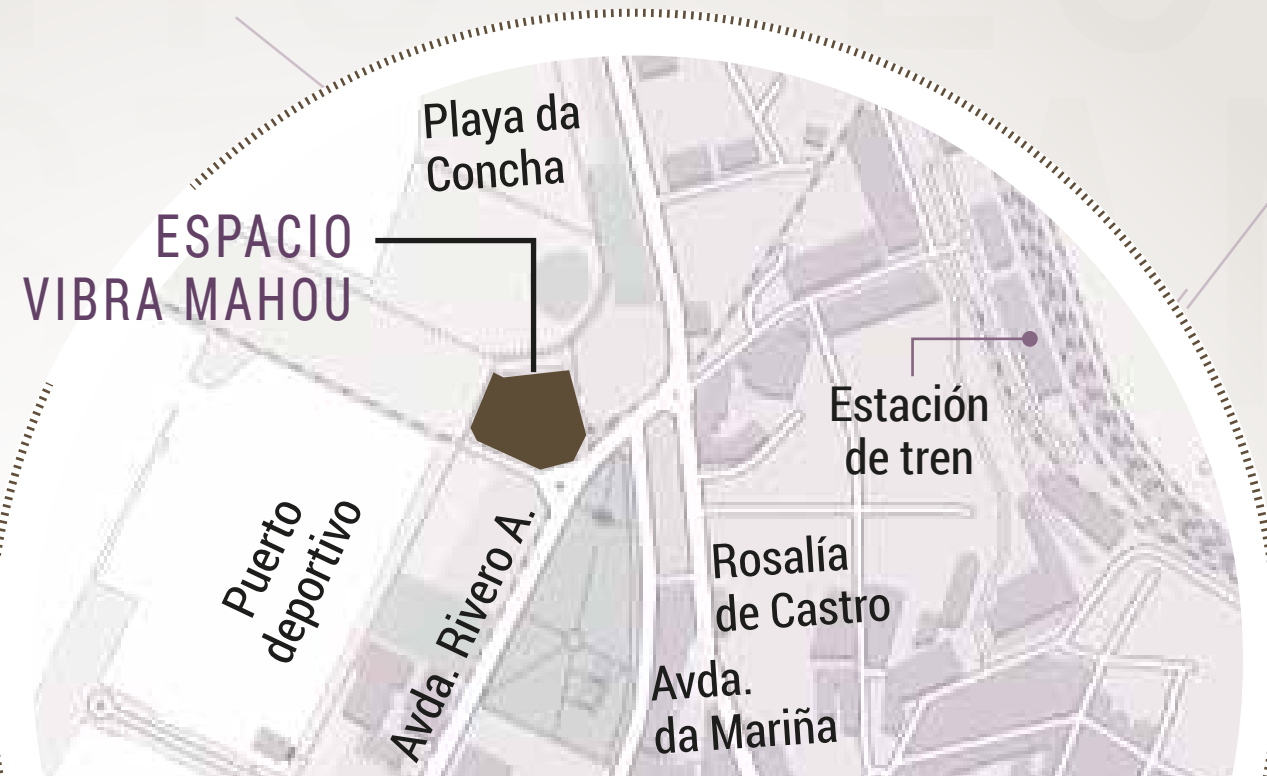 Playa da
Concha
ESPACIO
VIBRA MAHOU
Estación
de tren
Puerto
deportivo
Avda. Rivero A.
Rosalía
de Castro
Avda.
da Mariña